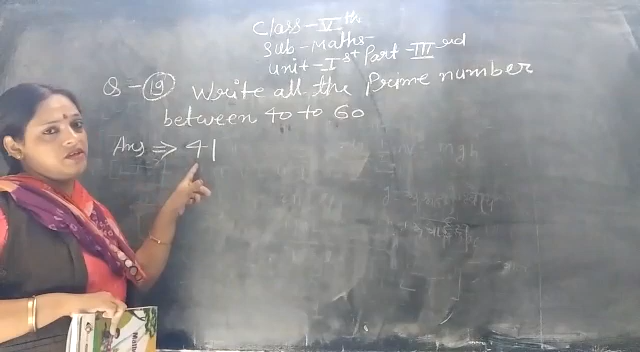 Class-Vth
Sub-Maths-
Unit-Ist Part-IIIrd
Q-19 Write all the Prime number
between 40 to 60
Ans ⇒ 41